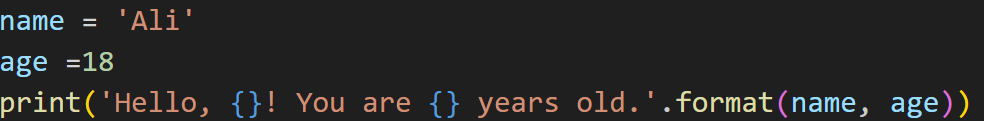 name = 'Ali'
age =18
print('Hello, {}! You are {} years old.'.format(name, age))